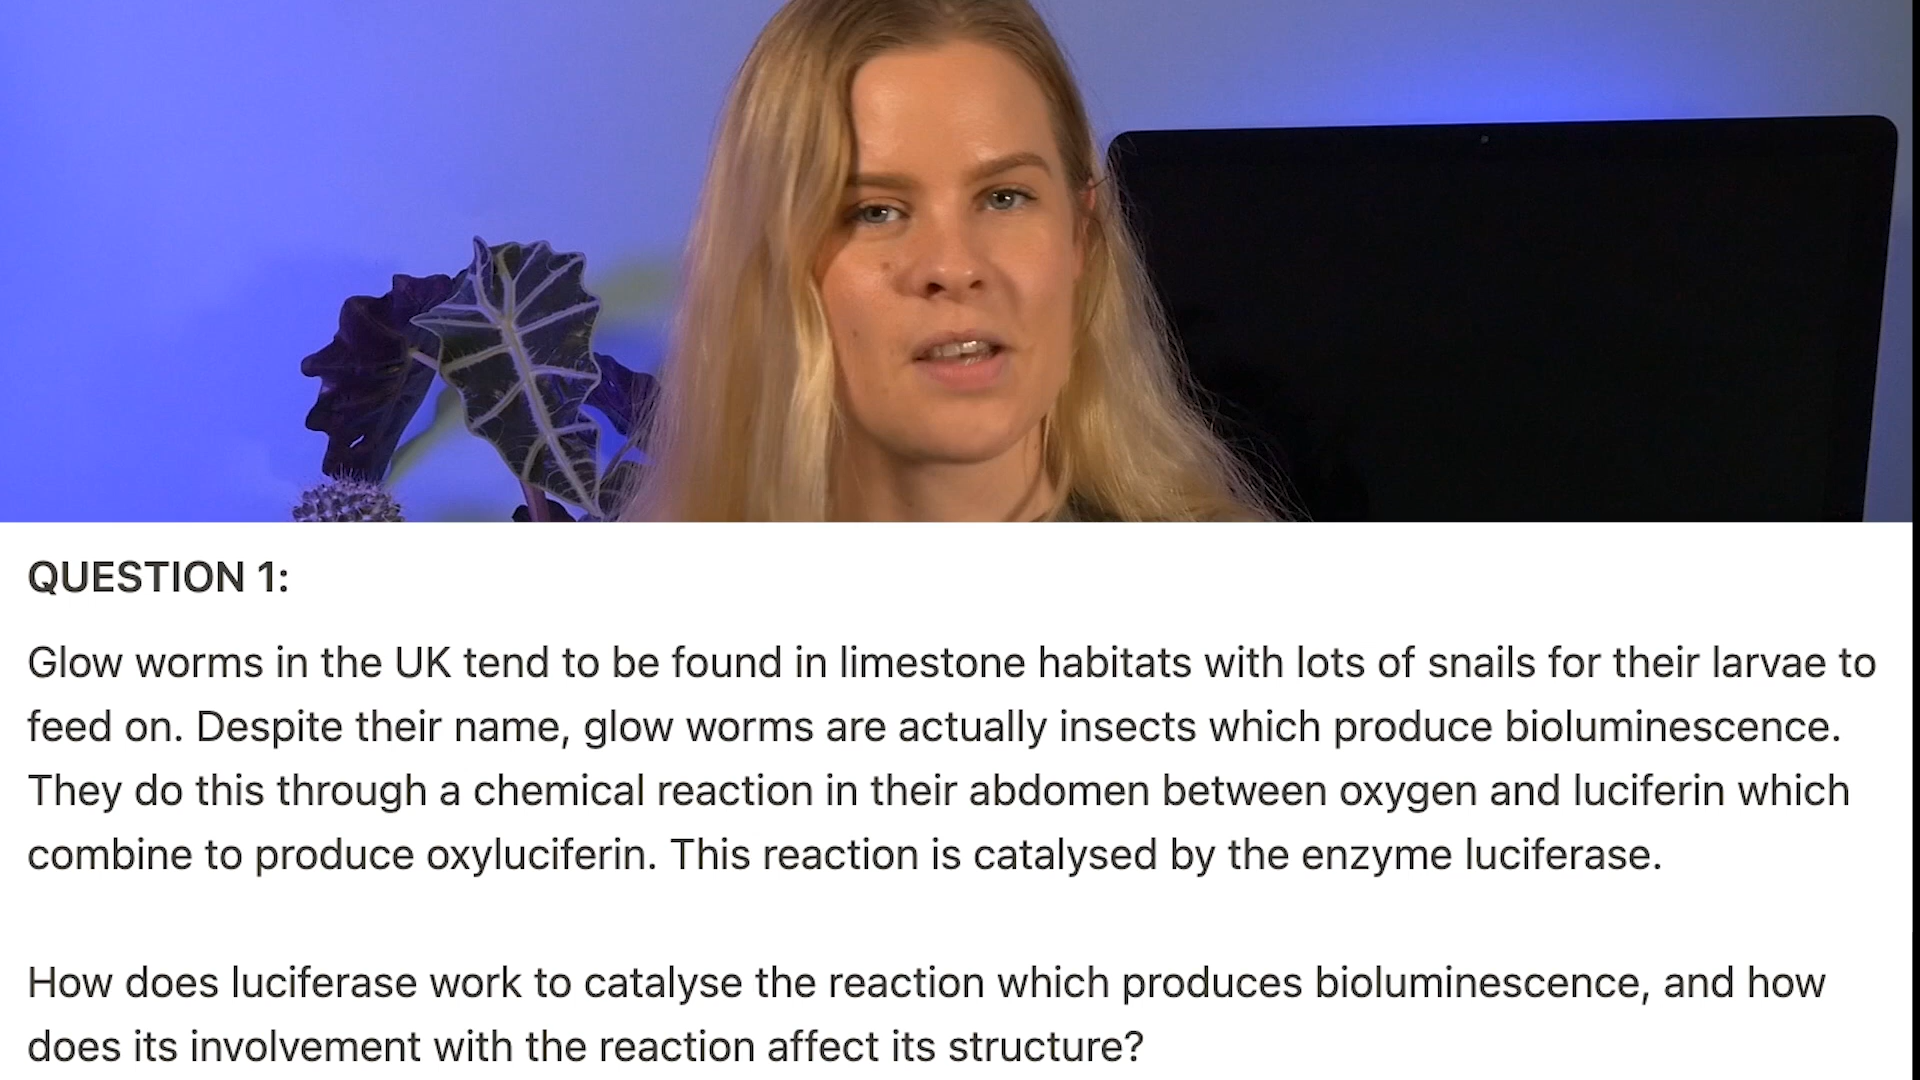 QUESTION 1:
Glow worms in the UK tend to be found in limestone habitats with lots of snails for their larvae to
feed on. Despite their name, glow worms are actually insects which produce bioluminescence.
They do this through a chemical reaction in their abdomen between oxygen and luciferin which
combine to produce oxyluciferin. This reaction is catalysed by the enzyme luciferase.
How does luciferase work to catalyse the reaction which produces bioluminescence, and how
does its involvement with the reaction affect its structure?